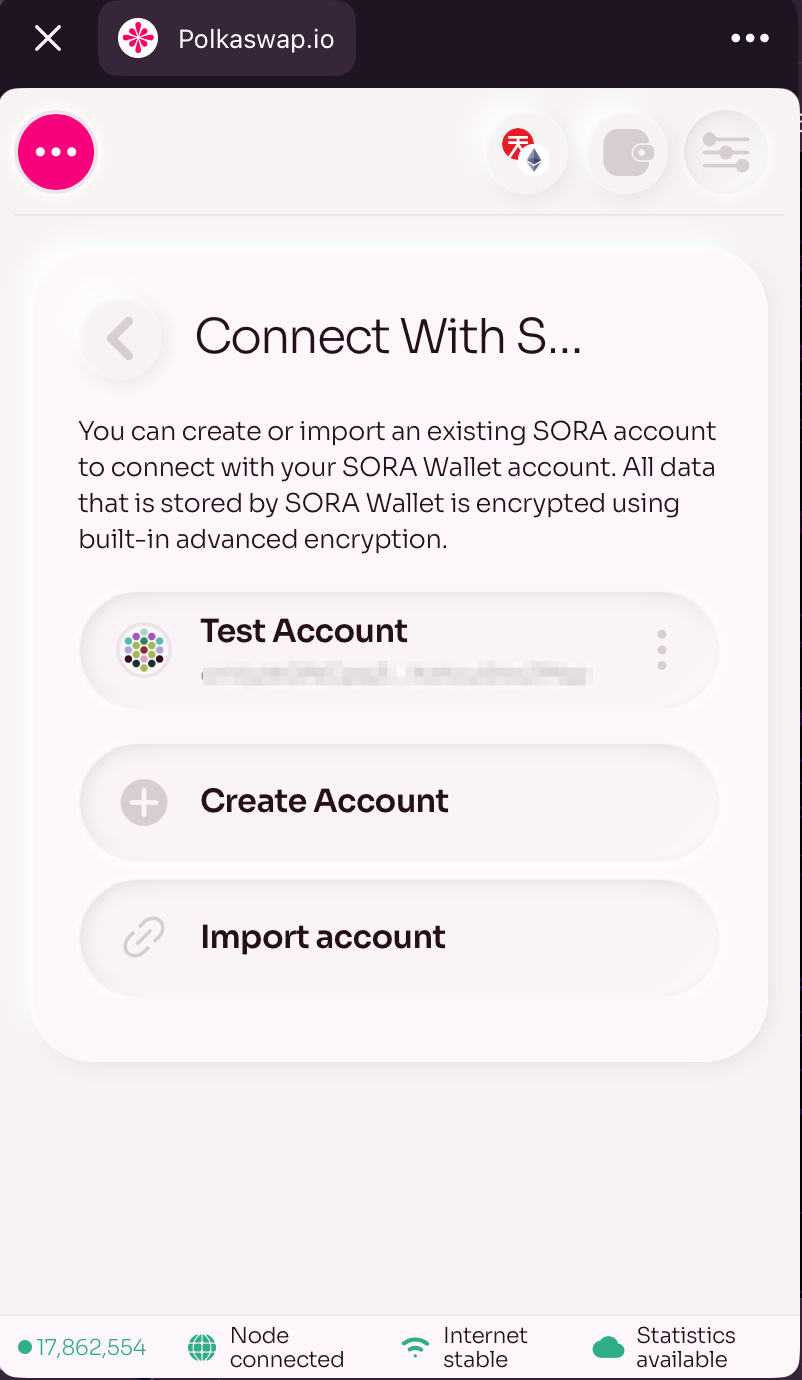 Polkaswap.io
Connect With S...
You can create or import an existing SORA account
to connect with your SORA Wallet account. All data
that is stored by SORA Wallet is encrypted using
built-in advanced encryption.
Test Account
Create Account
Import account
17,862,554
Node
connected
Internet
stable
Statistics
available